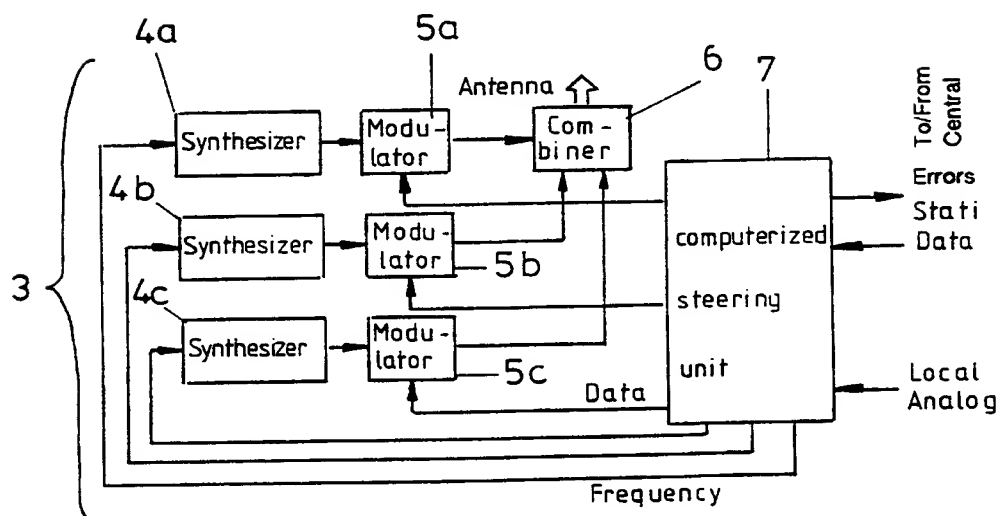 4a
5a
6
7
Antenna
To/From
Central
Synthesizer
Modu-
lator
Com-
biner
Errors
Stati
Data
4b
Synthesizer
Modu-
lator
5b
computerized
steering
unit
3
4c
Synthesizer
Modu-
lator
5c
Data
Local
Analog
Frequency